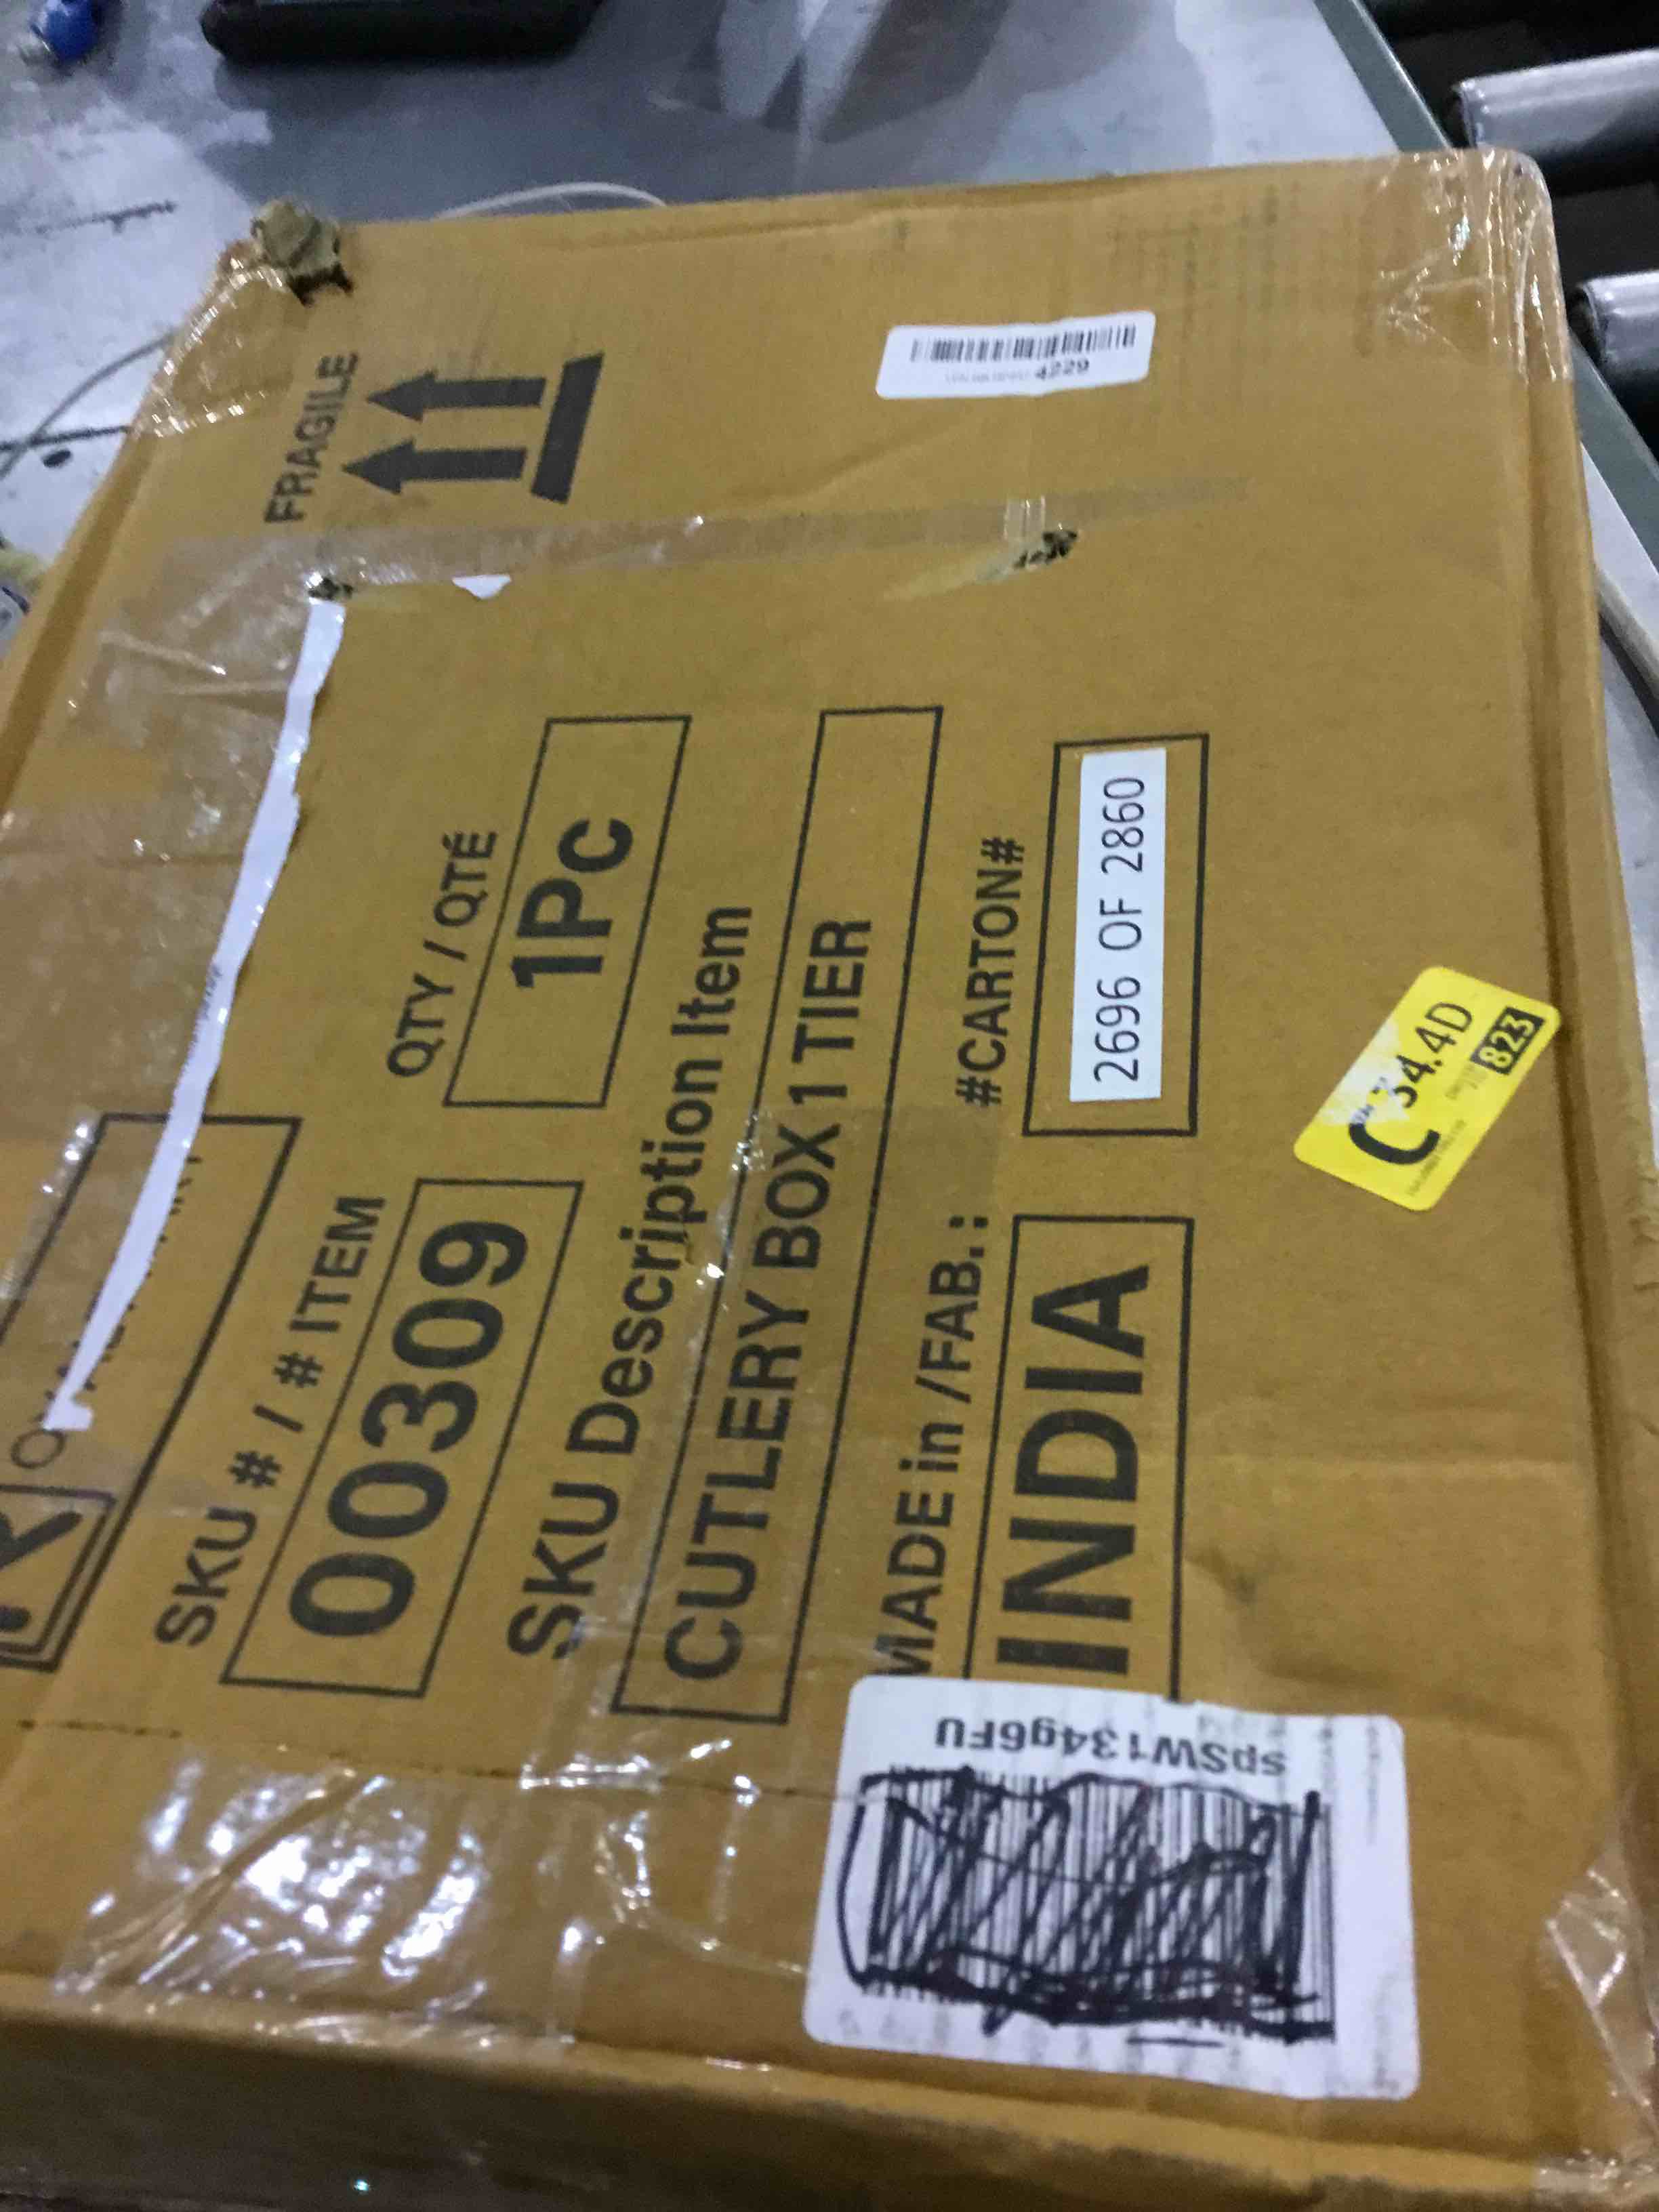 FRAGILE
4229
QTY / QTÉ
1Pc
SKU # / # ITEM
00309
SKU Description Item
CUTLERY BOX 1 TIER
#CARTON#
2696 OF 2860
MADE in /FAB. :
INDIA
C 34.4D
823
spSW134g6FU